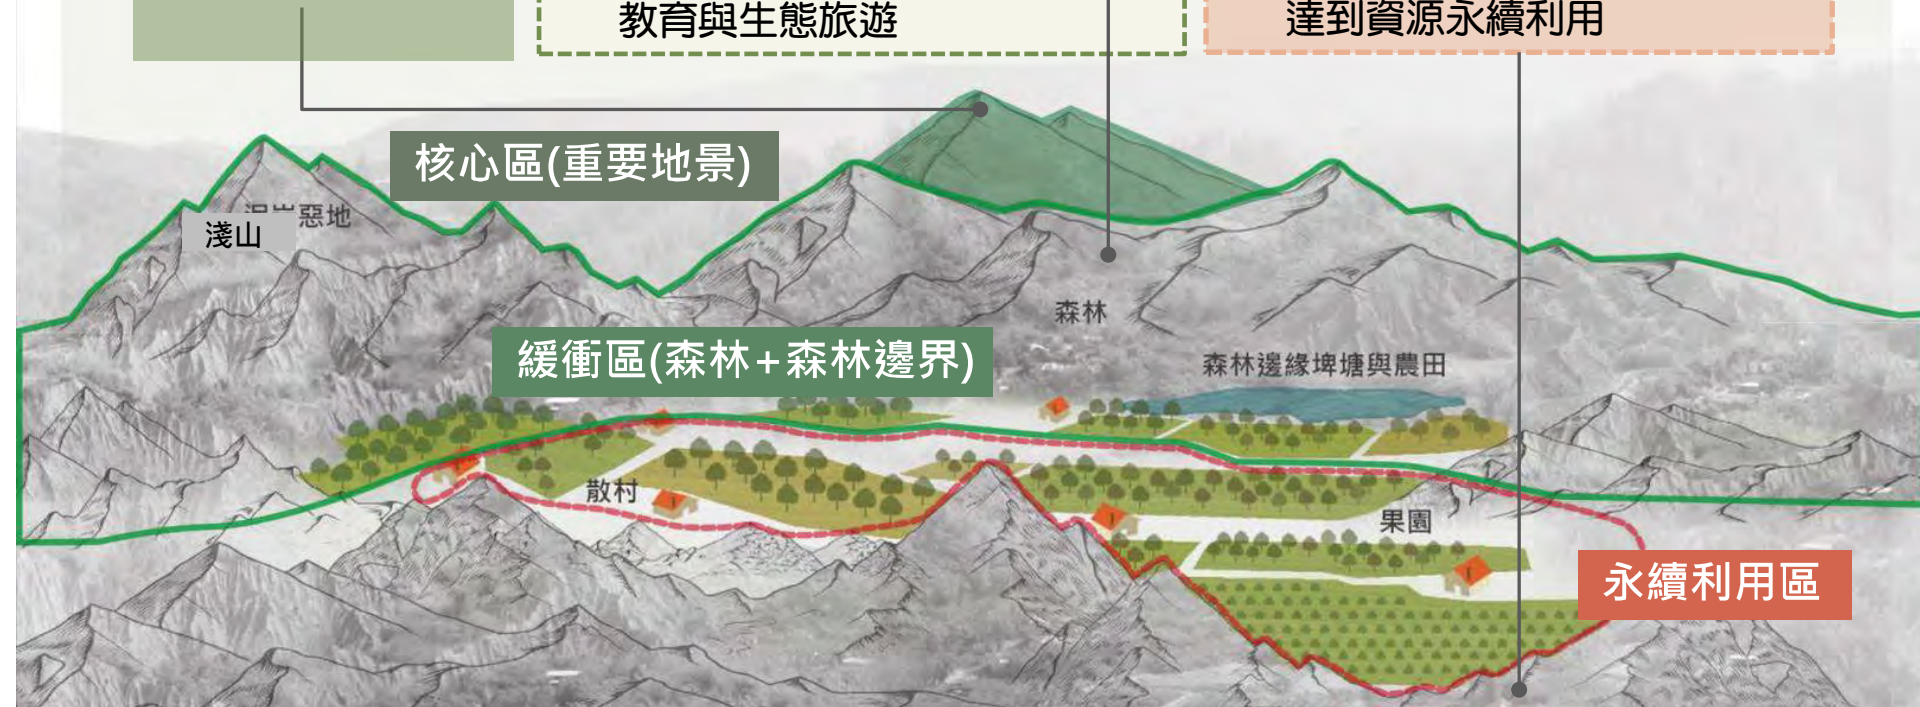 教育與生態旅遊
達到資源永續利用
核心區(重要地景)
惡地
淺山
森林
緩衝區(森林+森林邊界)
森林邊緣埤塘與農田
散村
果園
永續利用區